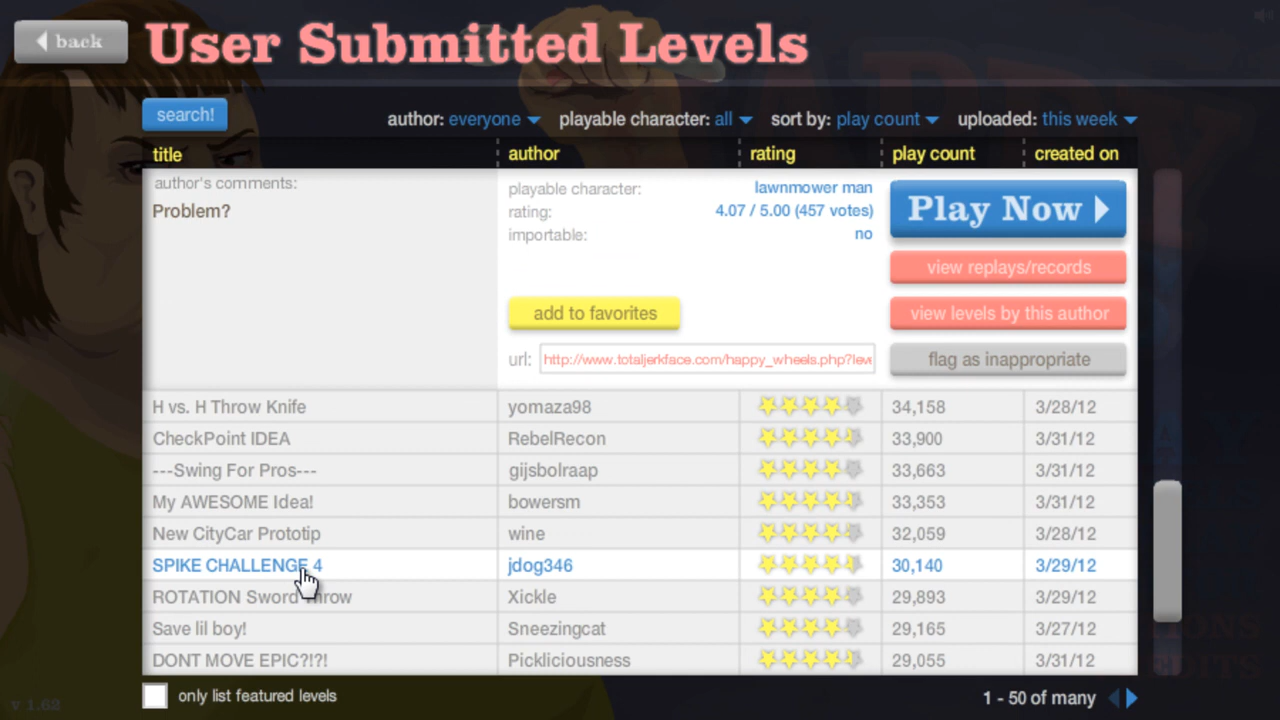 back
User Submitted Levels
search!
author: everyone playable character: all sort by: play count uploaded: this week
title author rating play count created on
author's comments:
Problem?
playable character: lawnmower man
rating: 4.07 / 5.00 (457 votes)
importable: no
Play Now
view replays/records
add to favorites
view levels by this author
url: http://www.totaljerkface.com/happy_wheels.php?lev
flag as inappropriate
H vs. H Throw Knife yomaza98 34,158 3/28/12
CheckPoint IDEA RebelRecon 33,900 3/31/12
---Swing For Pros--- gijsbolraap 33,663 3/31/12
My AWESOME Idea! bowersm 33,353 3/31/12
New CityCar Prototip wine 32,059 3/28/12
SPIKE CHALLENGE 4 jdog346 30,140 3/29/12
ROTATION Sword Throw Xickle 29,893 3/29/12
Save lil boy! Sneezingcat 29,165 3/27/12
DONT MOVE EPIC?!?! Pickliciousness 29,055 3/31/12
only list featured levels
1 - 50 of many
v 1.62